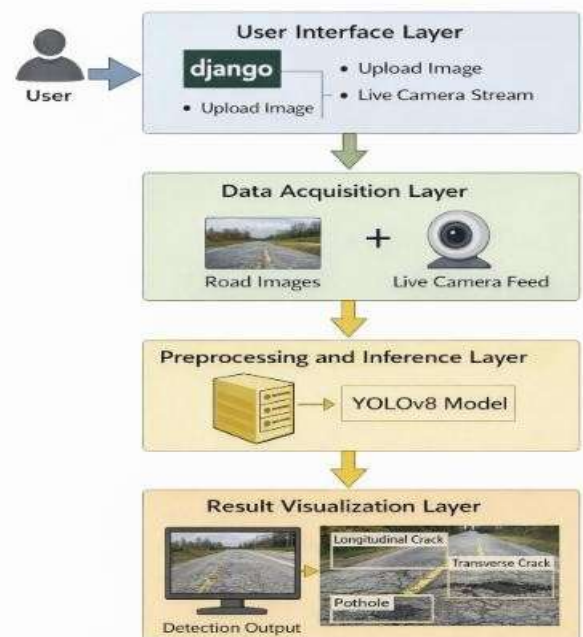 User
User Interface Layer
django
• Upload Image
• Upload Image
• Live Camera Stream
Data Acquisition Layer
+
Road Images
Live Camera Feed
Preprocessing and Inference Layer
YOLOv8 Model
Result Visualization Layer
Longitudinal Crack
Transverse Crack
Pothole
Detection Output